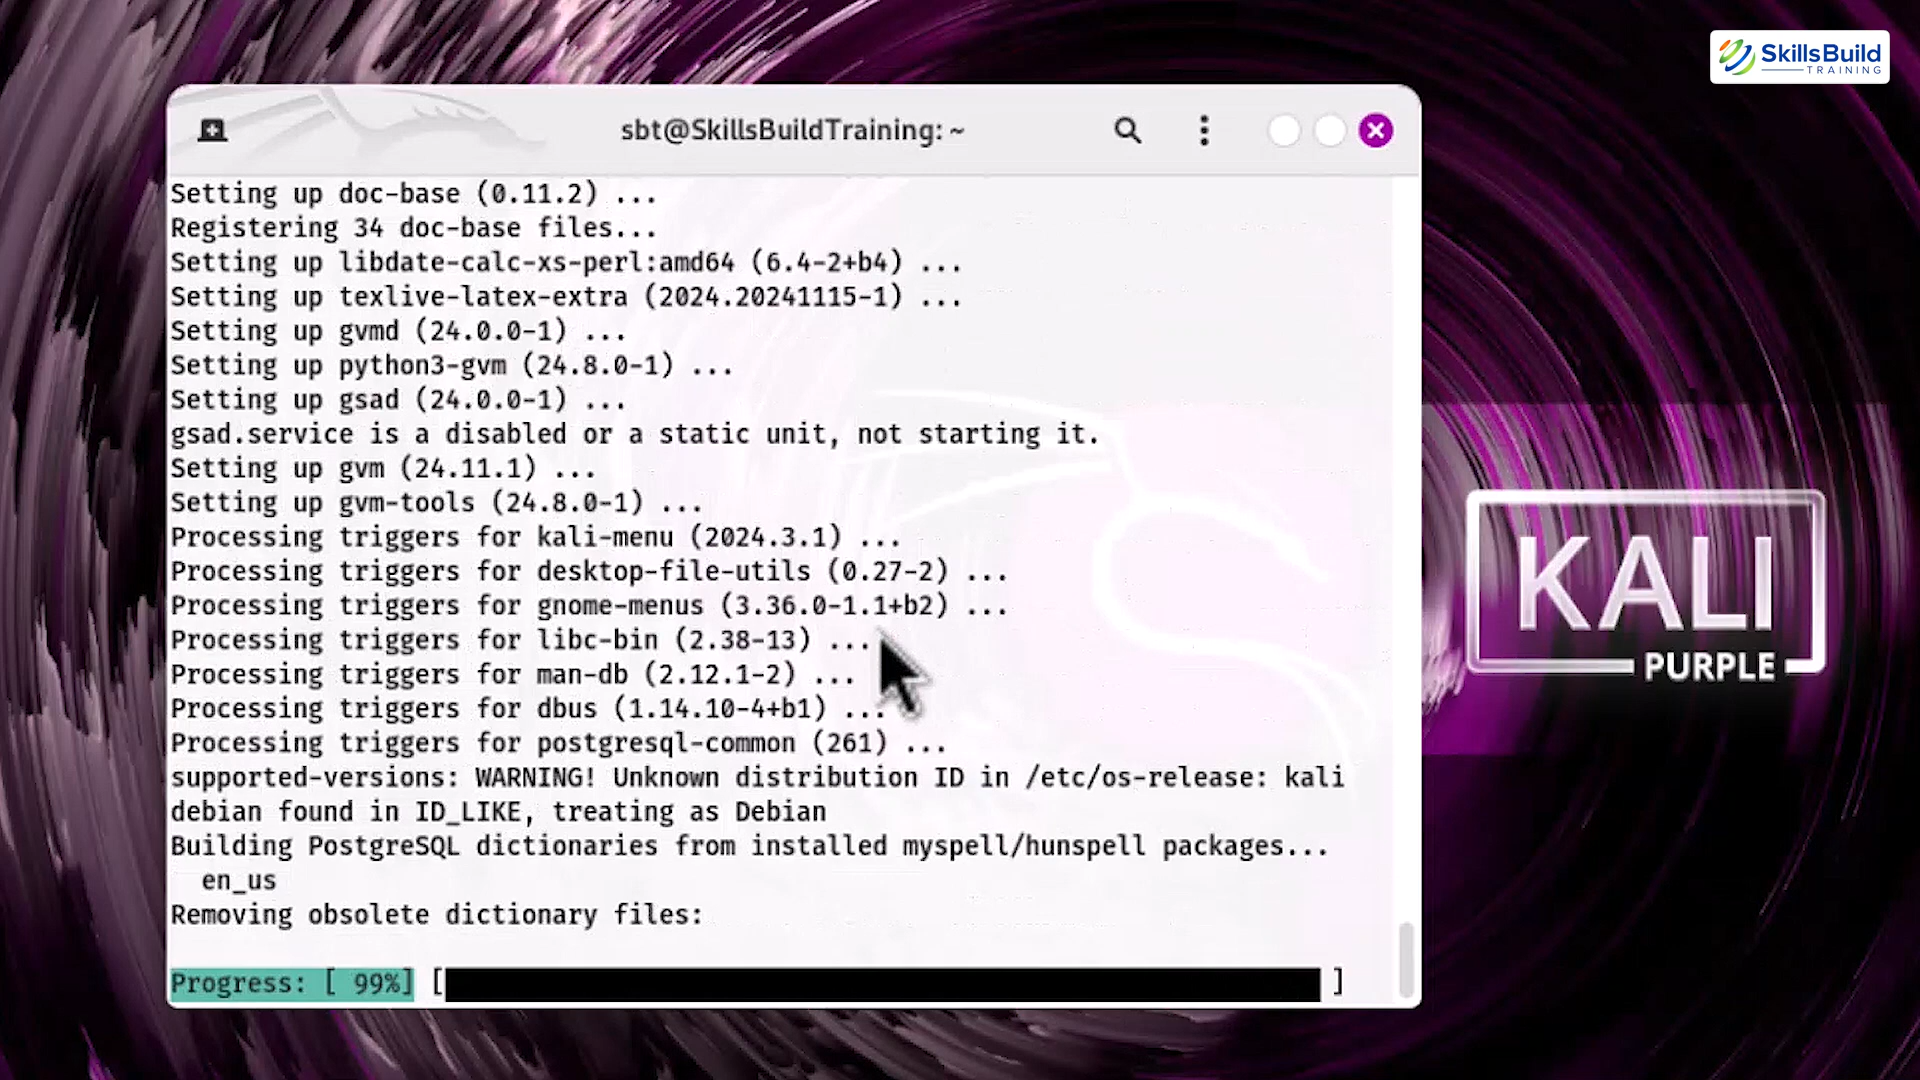 SkillsBuild
TRAINING
sbt@SkillsBuildTraining: ~
Setting up doc-base (0.11.2) ...
Registering 34 doc-base files...
Setting up libdate-calc-xs-perl:amd64 (6.4-2+b4) ...
Setting up texlive-latex-extra (2024.20241115-1) ...
Setting up gvmd (24.0.0-1) ...
Setting up python3-gvm (24.8.0-1) ...
Setting up gsad (24.0.0-1) ...
gsad.service is a disabled or a static unit, not starting it.
Setting up gvm (24.11.1) ...
Setting up gvm-tools (24.8.0-1) ...
Processing triggers for kali-menu (2024.3.1) ...
Processing triggers for desktop-file-utils (0.27-2) ...
Processing triggers for gnome-menus (3.36.0-1.1+b2) ...
Processing triggers for libc-bin (2.38-13) ...
Processing triggers for man-db (2.12.1-2) ...
Processing triggers for dbus (1.14.10-4+b1) ...
Processing triggers for postgresql-common (261) ...
supported-versions: WARNING! Unknown distribution ID in /etc/os-release: kali
debian found in ID_LIKE, treating as Debian
Building PostgreSQL dictionaries from installed myspell/hunspell packages...
en_us
Removing obsolete dictionary files:
Progress: [ 99%] [ ]
KALI
PURPLE